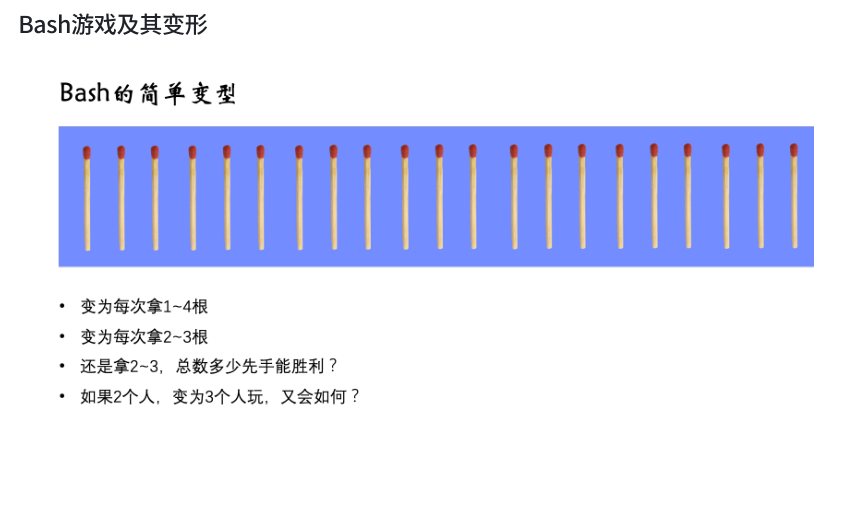 Bash游戏及其变形
Bash的简单变型
• 变为每次拿1~4根
• 变为每次拿2~3根
• 还是拿2~3，总数多少先手能胜利？
• 如果2个人，变为3个人玩，又会如何？